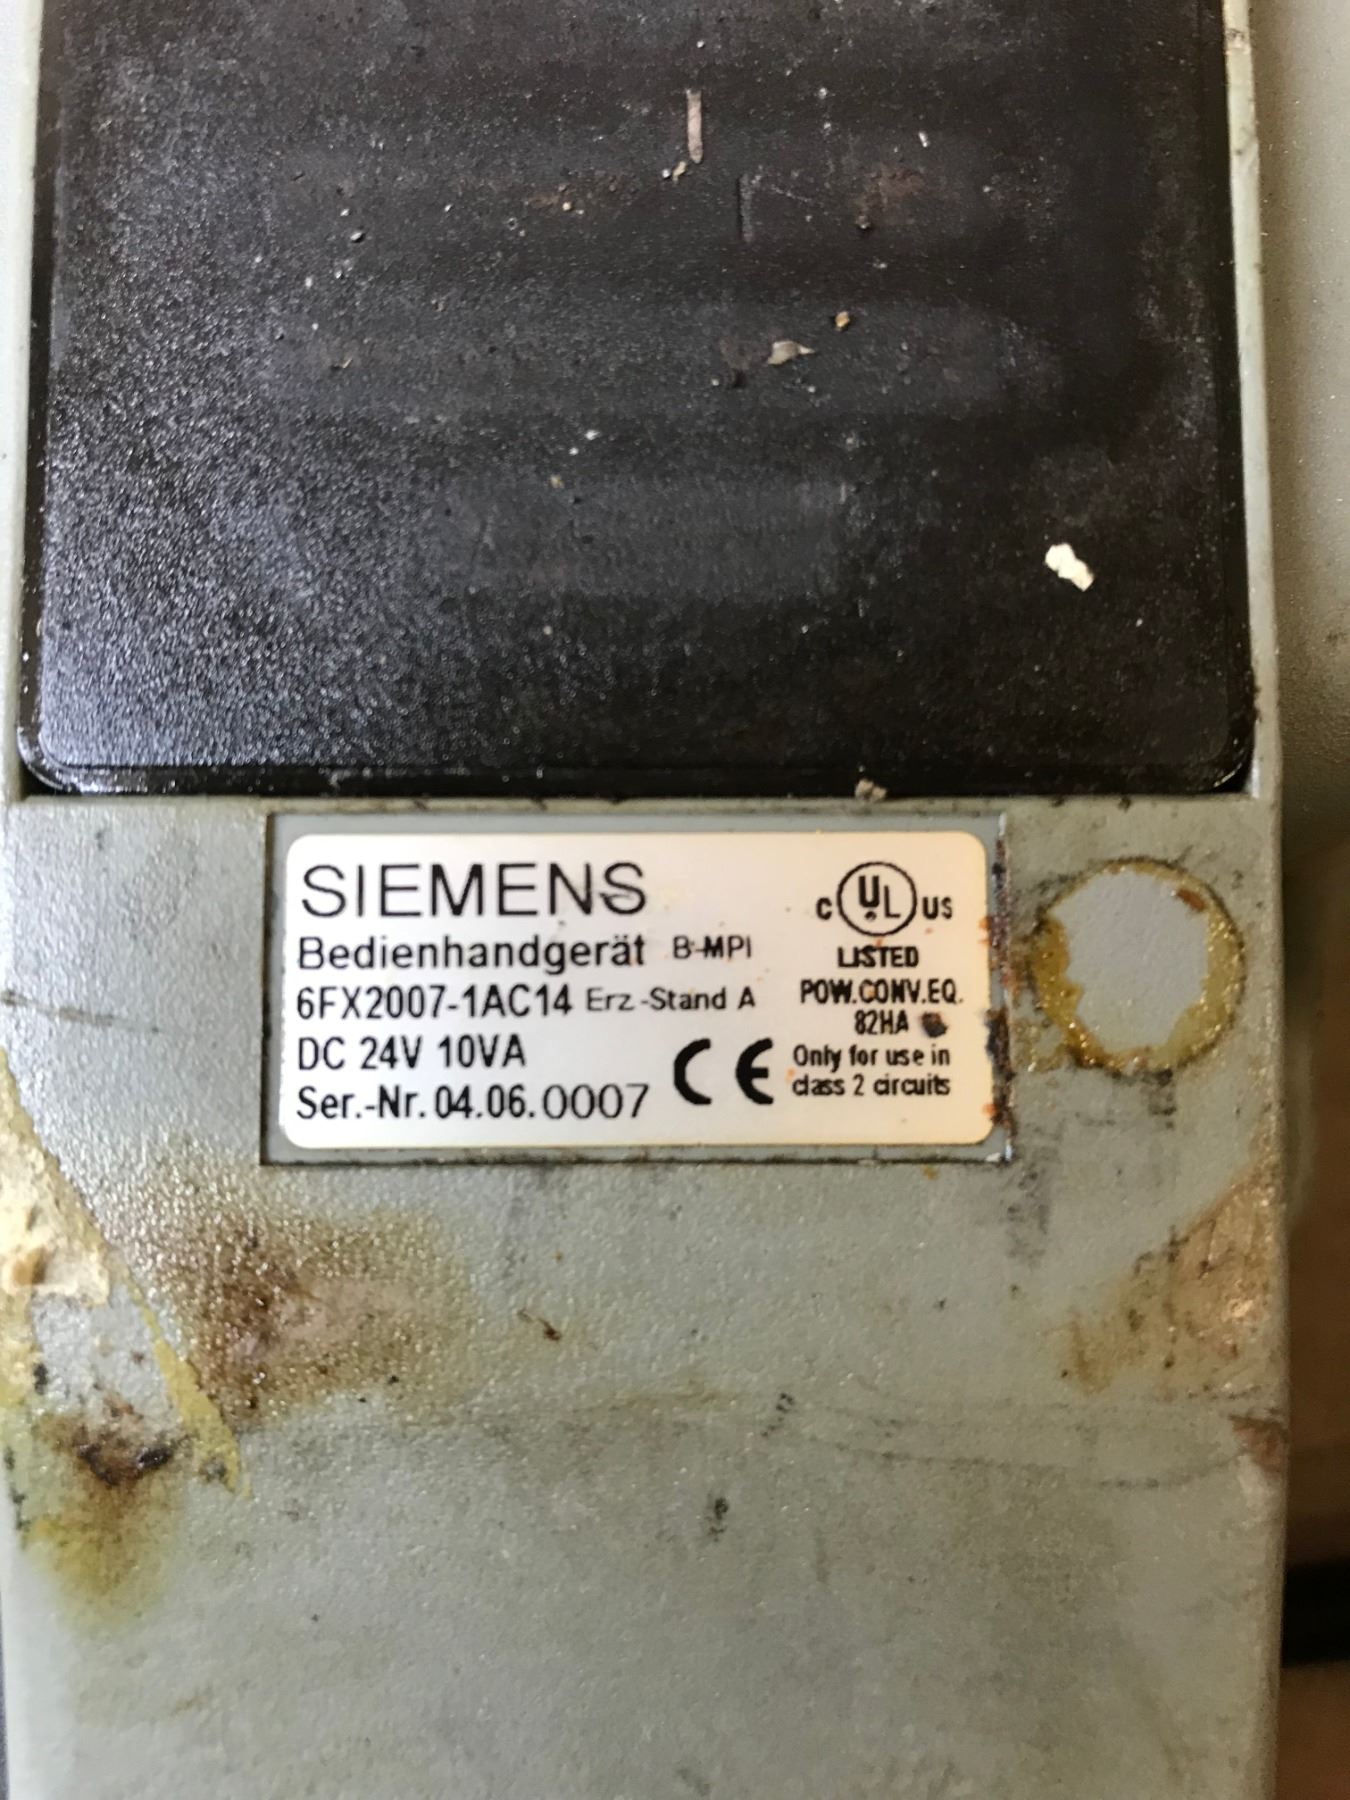 SIEMENS
Bedienhandgerät B-MPI
6FX2007-1AC14 Erz.-Stand A
DC 24V 10VA
Ser.-Nr. 04.06.0007
CE
c UL us
LISTED
POW.CONV.EQ.
82HA
Only for use in
class 2 circuits